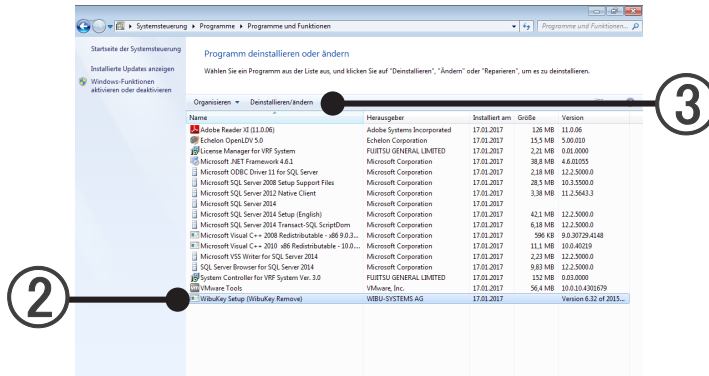 Systemsteuerung ▸ Programme ▸ Programme und Funktionen
Programme und Funktionen...
Startseite der Systemsteuerung
Installierte Updates anzeigen
Windows-Funktionen
aktivieren oder deaktivieren
Programm deinstallieren oder ändern
Wählen Sie ein Programm aus der Liste aus, und klicken Sie auf "Deinstallieren", "Ändern" oder "Reparieren", um es zu deinstallieren.
Organisieren Deinstallieren/ändern
3
Name Herausgeber Installiert am Größe Version
Adobe Reader XI (11.0.06) Adobe Systems Incorporated 17.01.2017 126 MB 11.0.06
Echelon OpenLDV 5.0 Echelon Corporation 17.01.2017 15,5 MB 5.00.010
License Manager for VRF System FUJITSU GENERAL LIMITED 17.01.2017 2,21 MB 0.01.0000
Microsoft .NET Framework 4.6.1 Microsoft Corporation 17.01.2017 38,8 MB 4.6.01055
Microsoft ODBC Driver 11 for SQL Server Microsoft Corporation 17.01.2017 2,18 MB 12.2.5000.0
Microsoft SQL Server 2008 Setup Support Files Microsoft Corporation 17.01.2017 28,5 MB 10.3.5500.0
Microsoft SQL Server 2012 Native Client Microsoft Corporation 17.01.2017 3,38 MB 11.2.5643.3
Microsoft SQL Server 2014 Microsoft Corporation 17.01.2017
Microsoft SQL Server 2014 Setup (English) Microsoft Corporation 17.01.2017 42,1 MB 12.2.5000.0
Microsoft SQL Server 2014 Transact-SQL ScriptDom Microsoft Corporation 17.01.2017 6,18 MB 12.2.5000.0
Microsoft Visual C++ 2008 Redistributable - x86 9.0.3... Microsoft Corporation 17.01.2017 596 KB 9.0.30729.4148
Microsoft Visual C++ 2010 x86 Redistributable - 10.0.... Microsoft Corporation 17.01.2017 11,1 MB 10.0.40219
Microsoft VSS Writer for SQL Server 2014 Microsoft Corporation 17.01.2017 2,23 MB 12.2.5000.0
SQL Server Browser for SQL Server 2014 Microsoft Corporation 17.01.2017 9,83 MB 12.2.5000.0
System Controller for VRF System Ver. 3.0 FUJITSU GENERAL LIMITED 17.01.2017 152 MB 0.03.0000
VMware Tools VMware, Inc. 17.01.2017 56,4 MB 10.0.10.4301679
2
WibuKey Setup (WibuKey Remove) WIBU-SYSTEMS AG 17.01.2017 Version 6.32 of 2015...